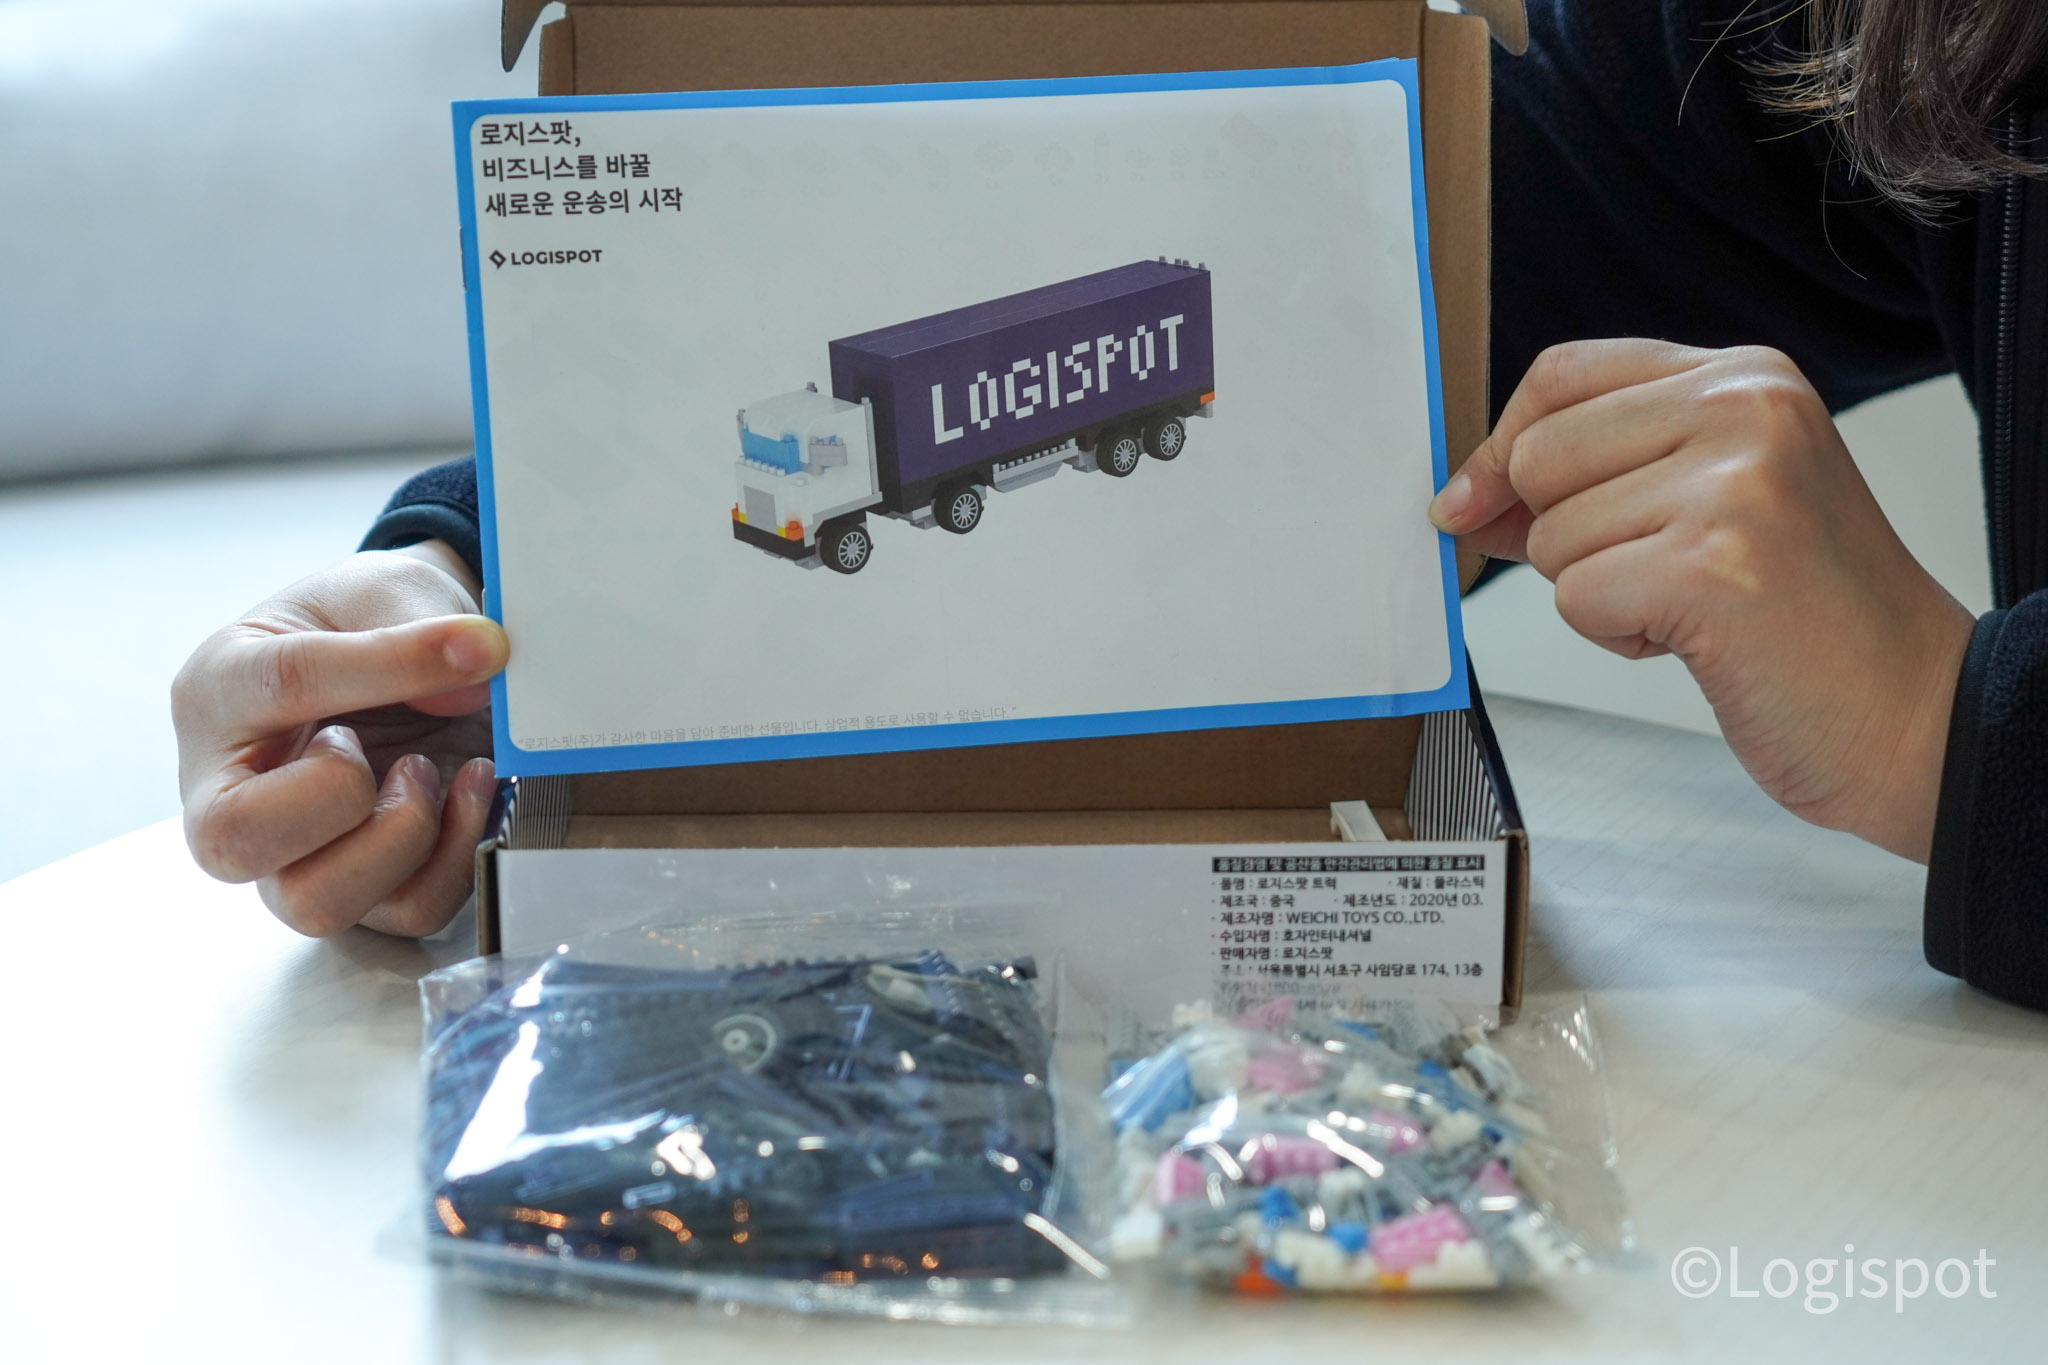 로지스팟,
비즈니스를 바꿀
새로운 운송의 시작
LOGISPOT
LOGISPOT
"로지스팟(주)가 감사한 마음을 담아 준비한 선물입니다. 상업적 용도로 사용할 수 없습니다."
품질경영 및 공산품 안전관리법에 의한 품질 표시
· 품명 : 로지스팟 트럭 · 재질 : 플라스틱
· 제조국 : 중국 · 제조년도 : 2020년 03.
· 제조자명 : WEICHI TOYS CO.,LTD.
· 수입자명 : 호자인터내셔널
· 판매자명 : 로지스팟
· 주소 : 서울특별시 서초구 사임당로 174, 13층
©Logispot